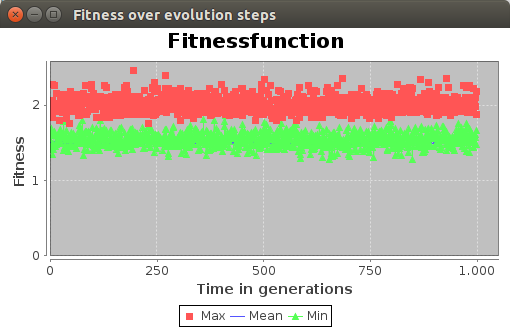 Fitness over evolution steps
Fitnessfunction
2
1
0
Fitness
0 250 500 750 1.000
Time in generations
Max Mean Min